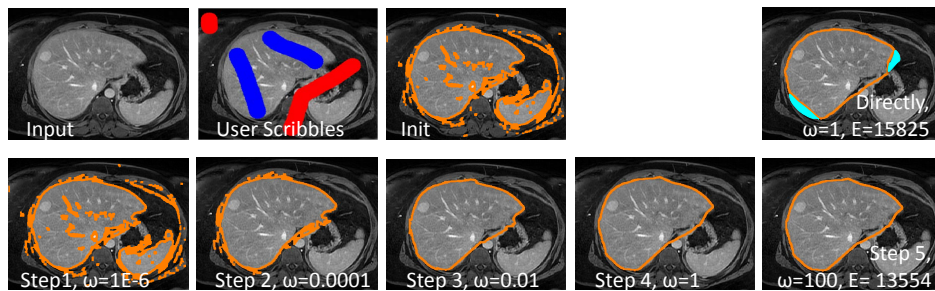 Input
User Scribbles
Init
Directly,
ω=1, E=15825
Step1, ω=1E-6
Step 2, ω=0.0001
Step 3, ω=0.01
Step 4, ω=1
Step 5,
ω=100, E= 13554